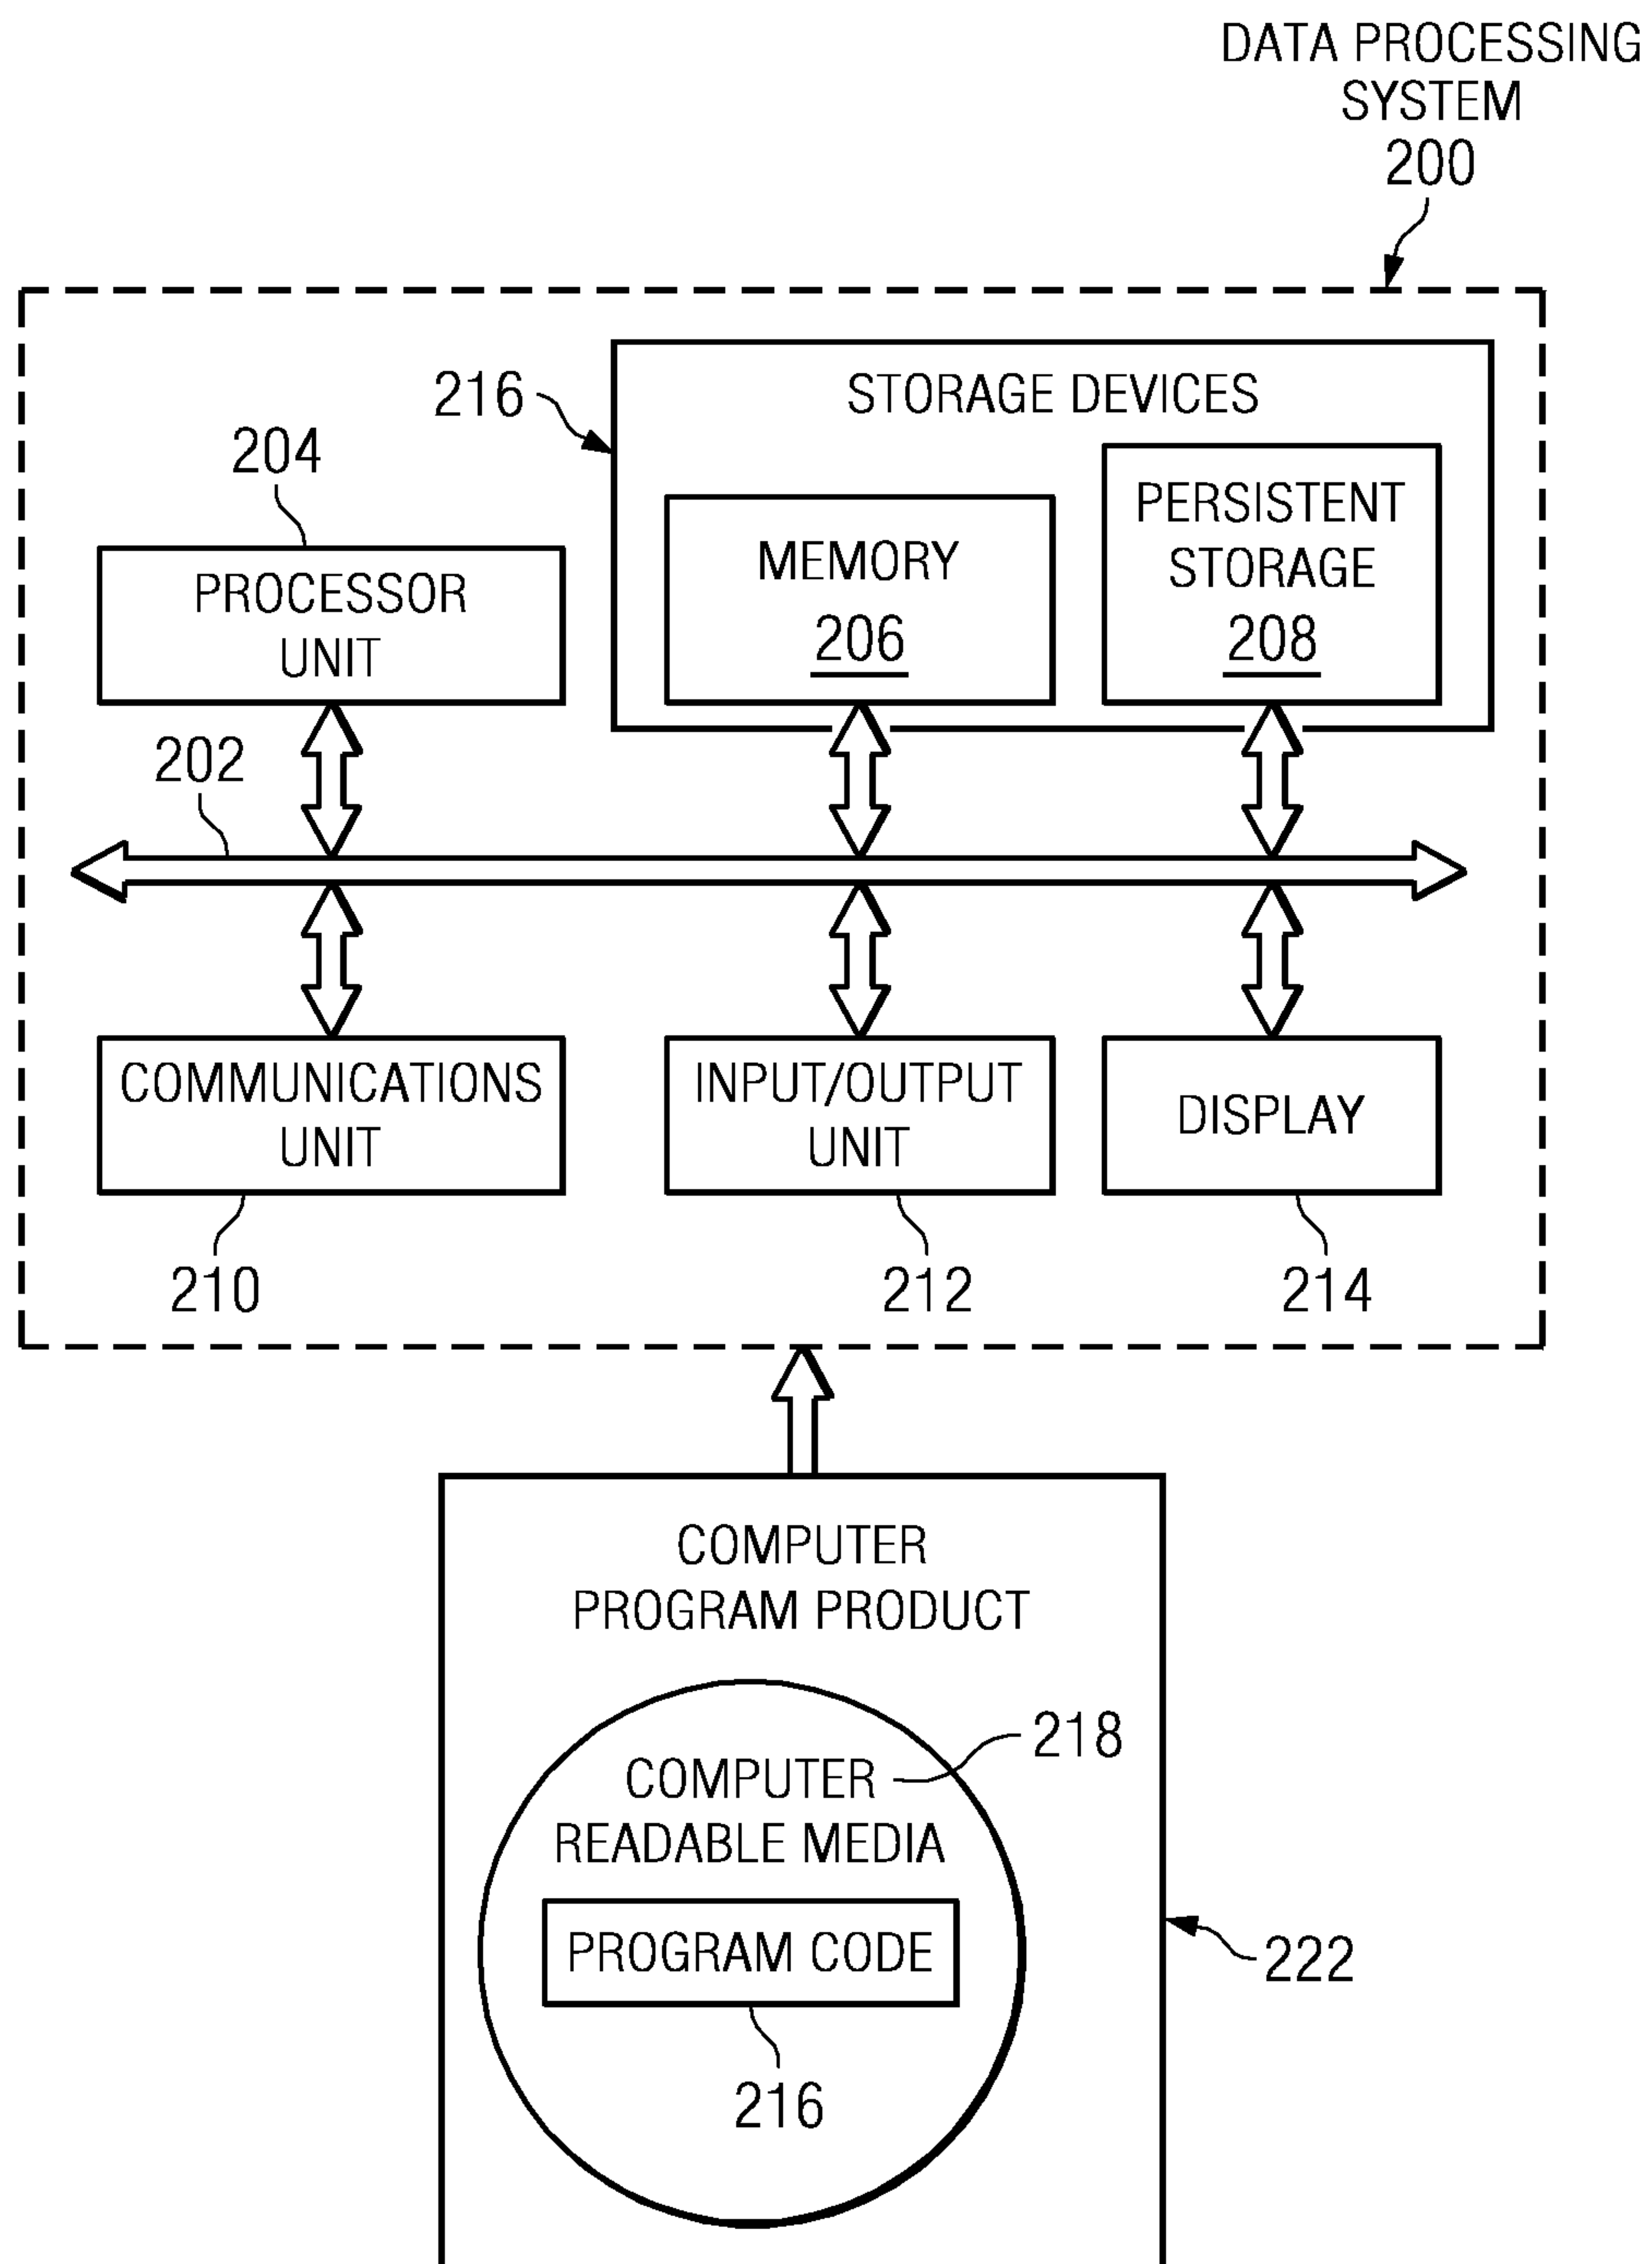 DATA PROCESSING
SYSTEM
200
216
STORAGE DEVICES
204
PROCESSOR
UNIT
MEMORY
206
PERSISTENT
STORAGE
208
202
COMMUNICATIONS
UNIT
INPUT/OUTPUT
UNIT
DISPLAY
210
212
214
COMPUTER
PROGRAM PRODUCT
218
COMPUTER
READABLE MEDIA
PROGRAM CODE
222
216